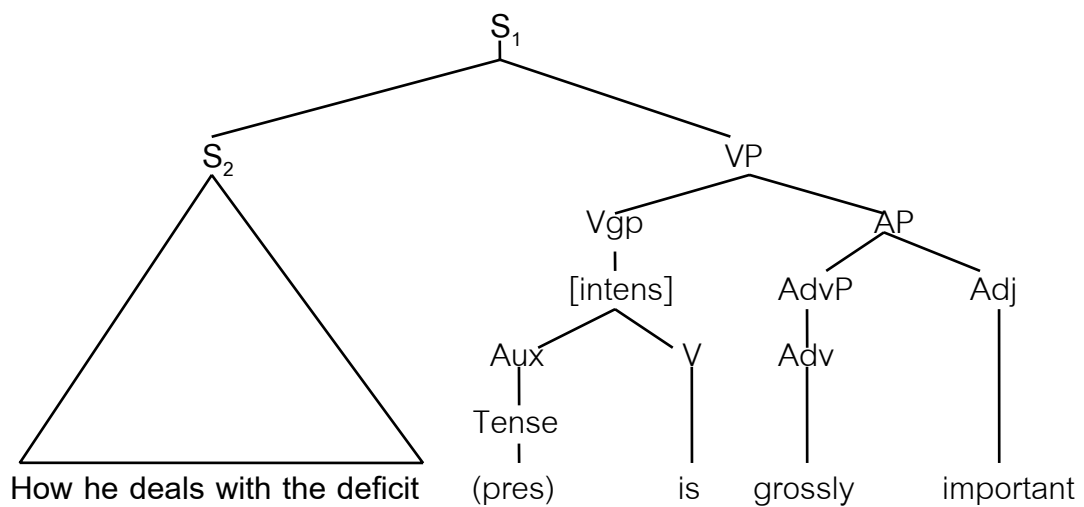 S1
S2 VP
Vgp AP
[intens] AdvP Adj
Aux V Adv
Tense
How he deals with the deficit (pres) is grossly important